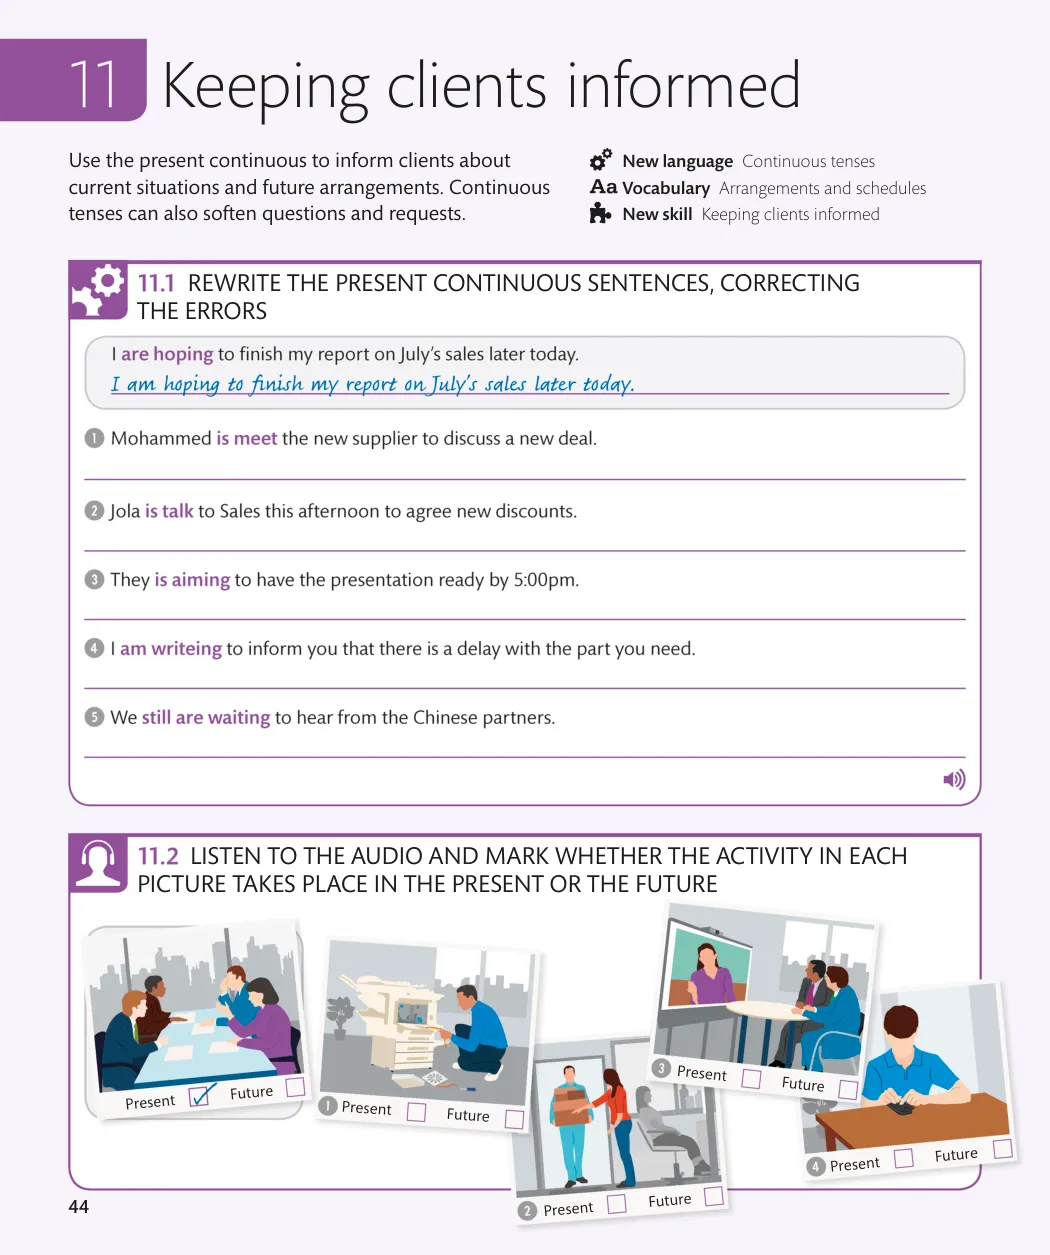 11 Keeping clients informed
Use the present continuous to inform clients about
current situations and future arrangements. Continuous
tenses can also soften questions and requests.
New language Continuous tenses
Aa Vocabulary Arrangements and schedules
New skill Keeping clients informed
11.1 REWRITE THE PRESENT CONTINUOUS SENTENCES, CORRECTING
THE ERRORS
I are hoping to finish my report on July’s sales later today.
I am hoping to finish my report on July’s sales later today.
1 Mohammed is meet the new supplier to discuss a new deal.
2 Jola is talk to Sales this afternoon to agree new discounts.
3 They is aiming to have the presentation ready by 5:00pm.
4 I am writeing to inform you that there is a delay with the part you need.
5 We still are waiting to hear from the Chinese partners.
11.2 LISTEN TO THE AUDIO AND MARK WHETHER THE ACTIVITY IN EACH
PICTURE TAKES PLACE IN THE PRESENT OR THE FUTURE
Present Future
1 Present Future
2 Present Future
3 Present Future
4 Present Future
44